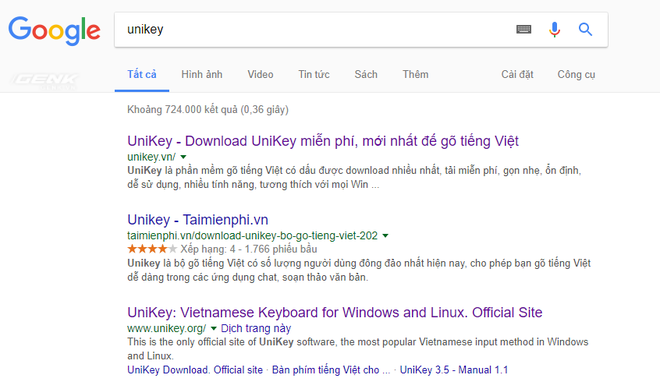 Google
unikey
GENK
Tất cả Hình ảnh Video Tin tức Sách Thêm Cài đặt Công cụ
Khoảng 724.000 kết quả (0,36 giây)
UniKey - Download UniKey miễn phí, mới nhất để gõ tiếng Việt
unikey.vn/
UniKey là phần mềm gõ tiếng Việt có dấu được download nhiều nhất, tải miễn phí, gọn nhẹ, ổn định,
dễ sử dụng, nhiều tính năng, tương thích với mọi Win ...
Unikey - Taimienphi.vn
taimienphi.vn/download-unikey-bo-go-tieng-viet-202
Xếp hạng: 4 - 1.766 phiếu bầu
Unikey là bộ gõ tiếng Việt có số lượng người dùng đông đảo nhất hiện nay, cho phép bạn gõ tiếng Việt
dễ dàng trong các ứng dụng chat, soạn thảo văn bản.
UniKey: Vietnamese Keyboard for Windows and Linux. Official Site
www.unikey.org/ Dịch trang này
This is the only official site of UniKey software, the most popular Vietnamese input method in Windows
and Linux.
UniKey Download. Official site · Bàn phím tiếng Việt cho ... · UniKey 3.5 - Manual 1.1